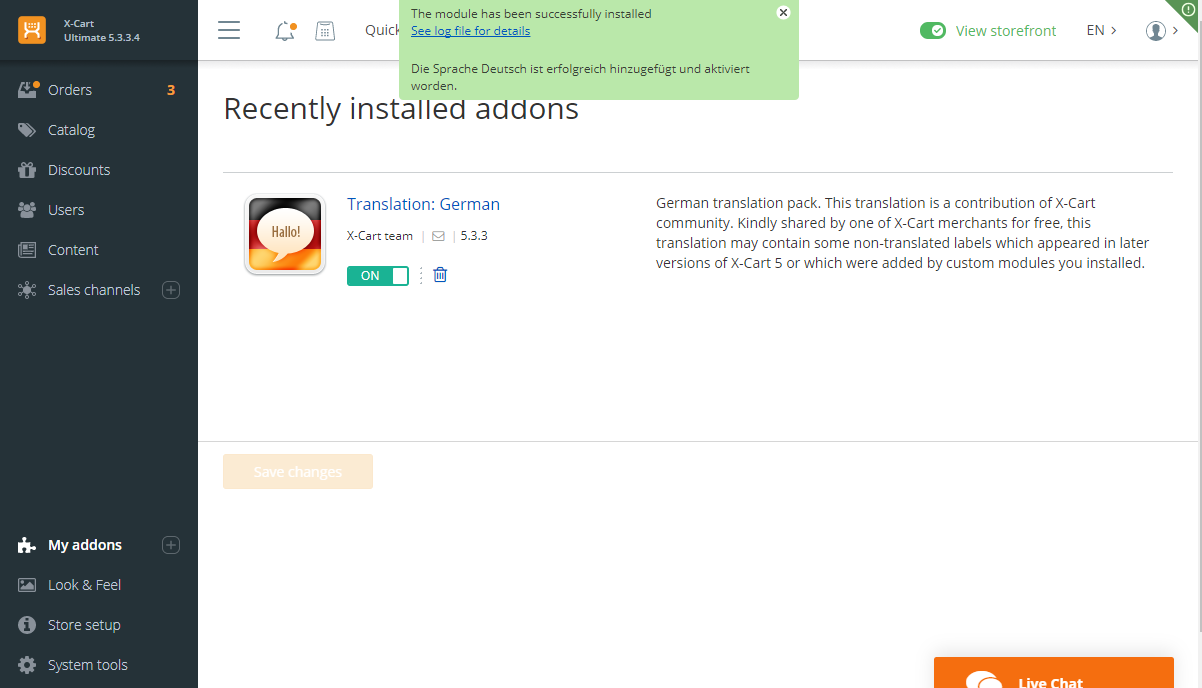 X-Cart
Ultimate 5.3.3.4
Orders
3
Catalog
Discounts
Users
Content
Sales channels
My addons
Look & Feel
Store setup
System tools
Quick
The module has been successfully installed
See log file for details
Die Sprache Deutsch ist erfolgreich hinzugefügt und aktiviert
worden.
View storefront
EN
Recently installed addons
Hallo!
Translation: German
X-Cart team | 5.3.3
ON
German translation pack. This translation is a contribution of X-Cart
community. Kindly shared by one of X-Cart merchants for free, this
translation may contain some non-translated labels which appeared in later
versions of X-Cart 5 or which were added by custom modules you installed.
Save changes
Live Chat